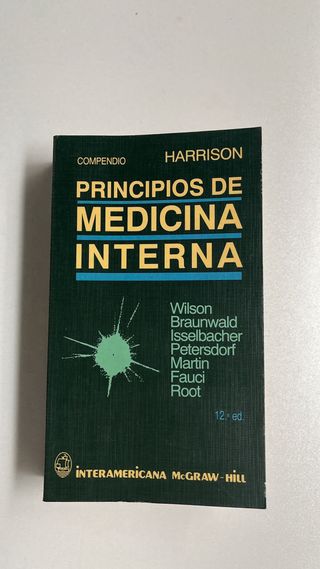 COMPENDIO HARRISON
PRINCIPIOS DE
MEDICINA
INTERNA
Wilson
Braunwald
Isselbacher
Petersdorf
Martin
Fauci
Root
12.ª ed.
INTERAMERICANA McGRAW-HILL